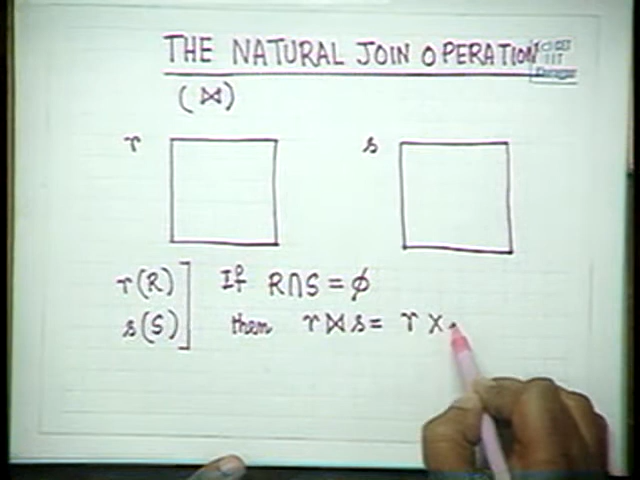 THE NATURAL JOIN OPERATION
(⋈)
r s
r(R) If R∩S = ϕ
s(S) then r⋈s = r X